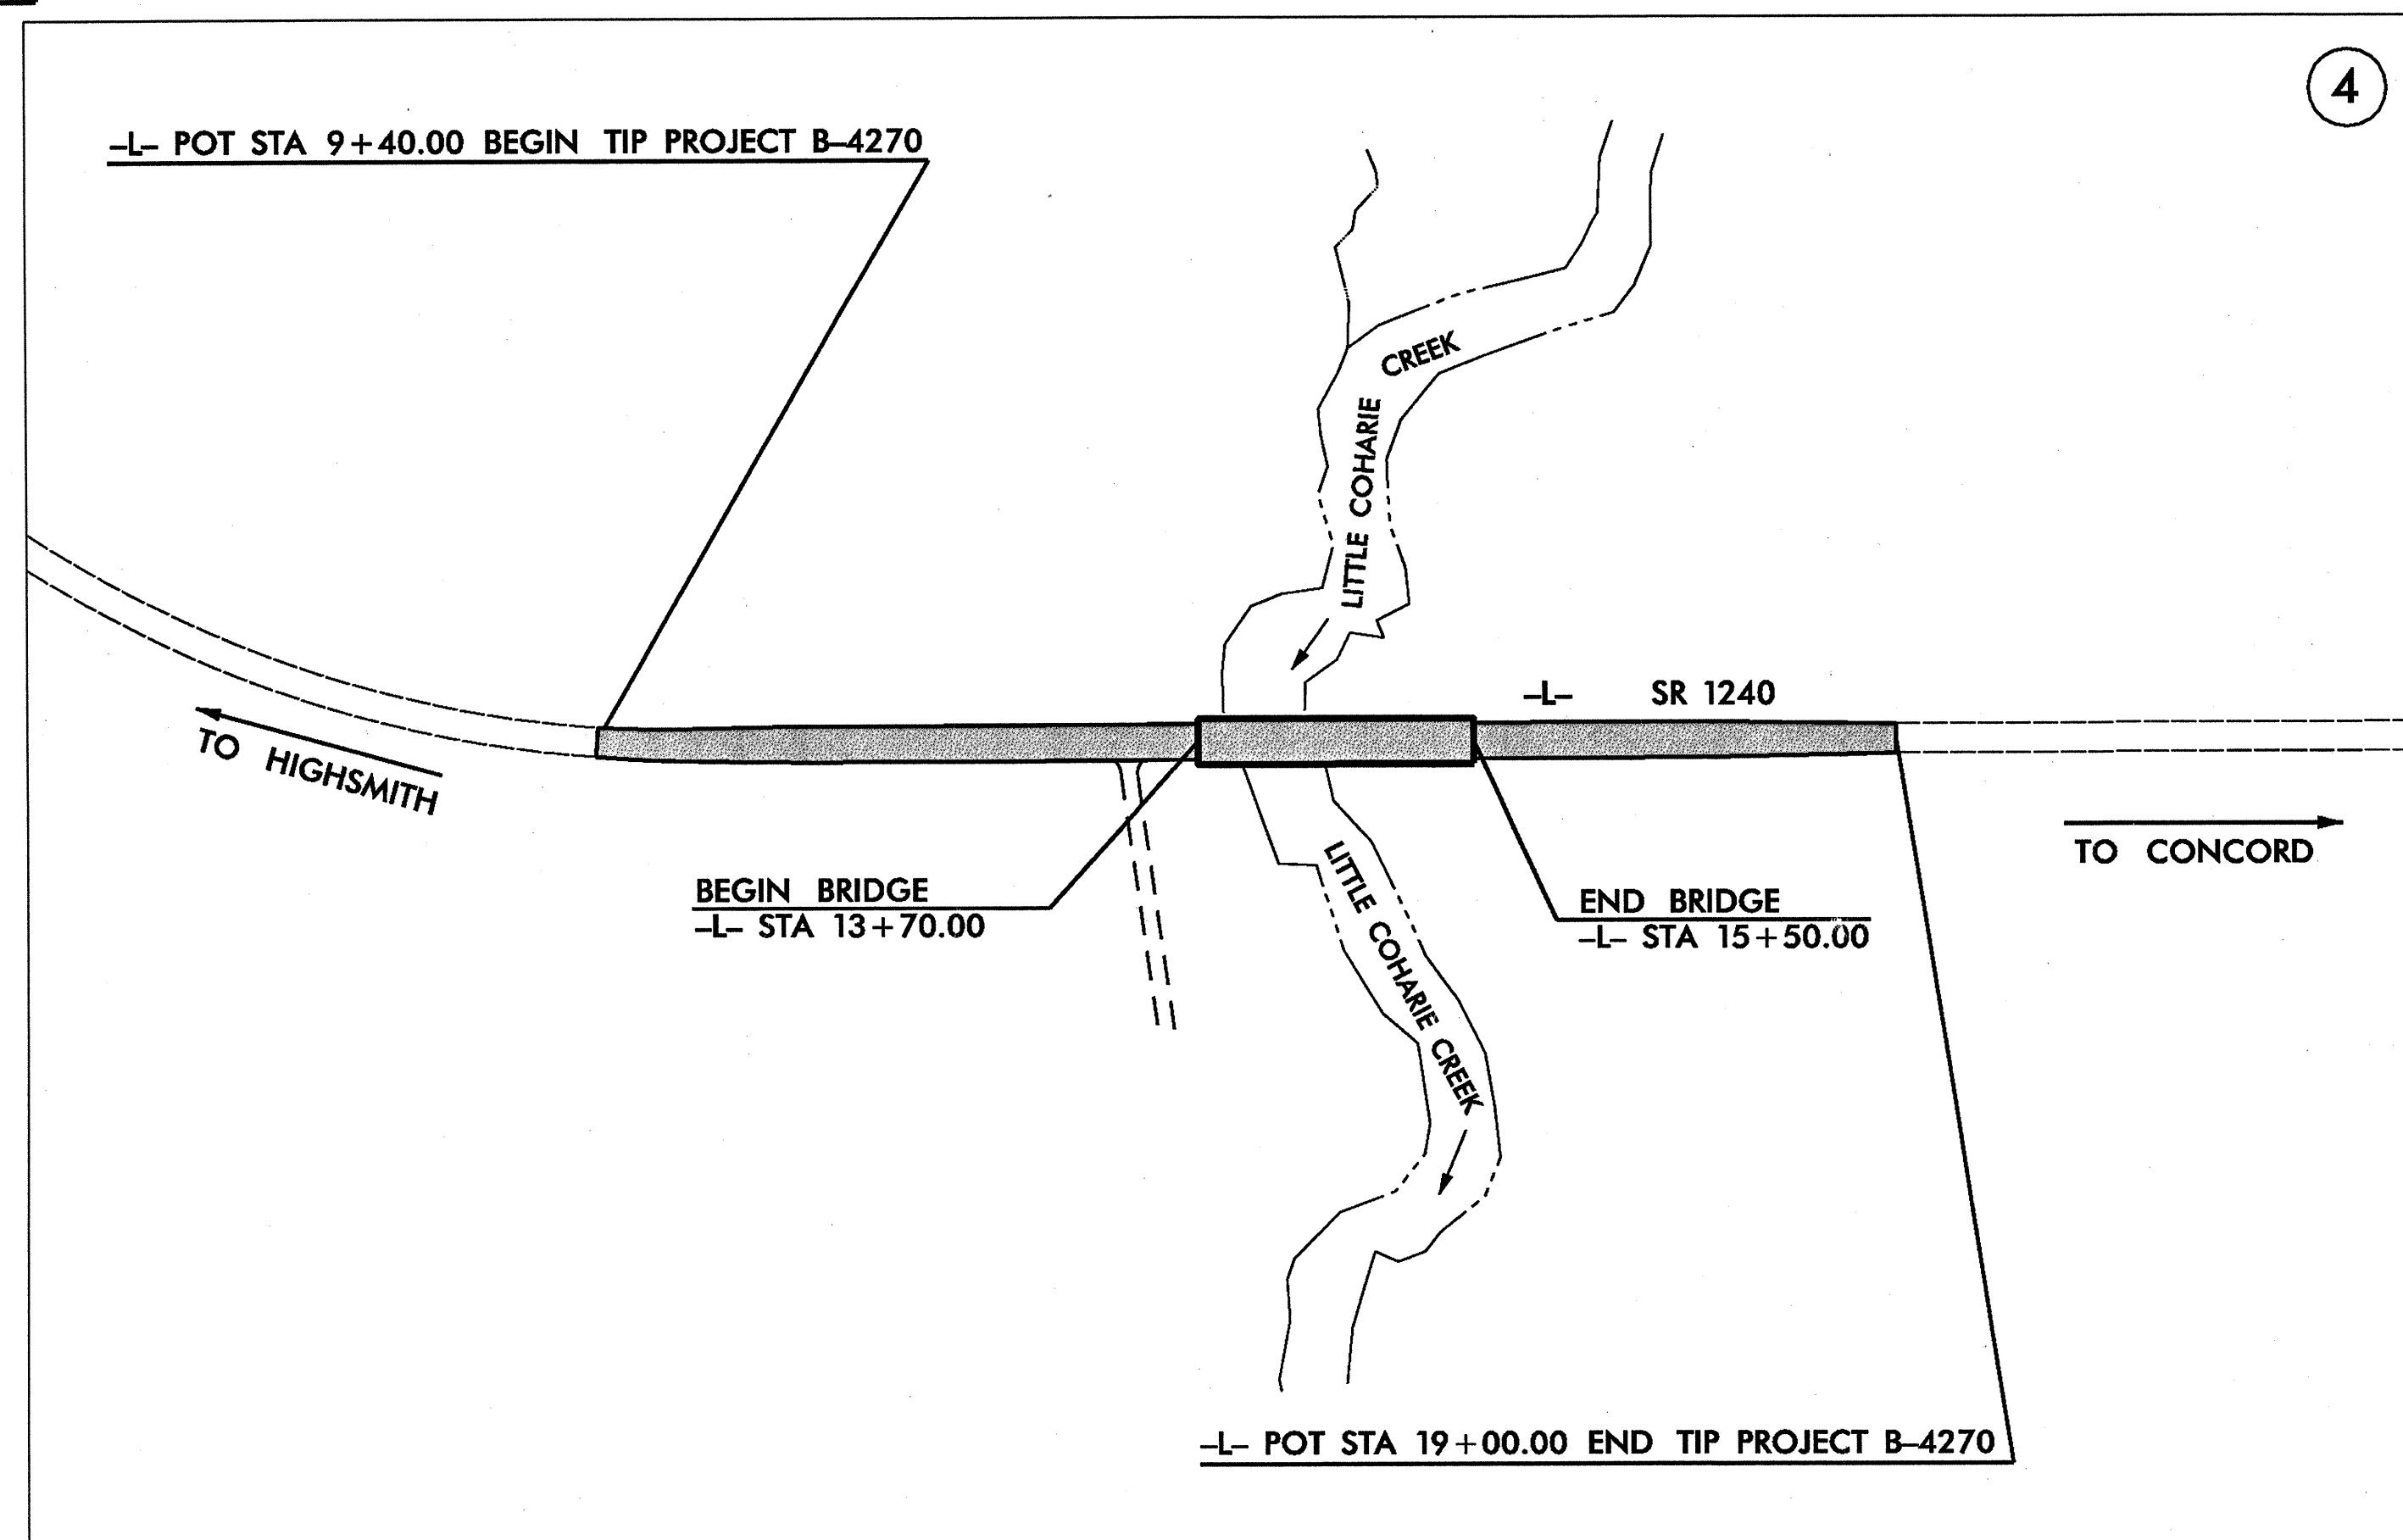 4
–L– POT STA 9+40.00 BEGIN TIP PROJECT B–4270
CREEK
LITTLE COHARIE
–L– SR 1240
TO HIGHSMITH
TO CONCORD
BEGIN BRIDGE
–L– STA 13+70.00
END BRIDGE
–L– STA 15+50.00
LITTLE COHARIE CREEK
–L– POT STA 19+00.00 END TIP PROJECT B–4270